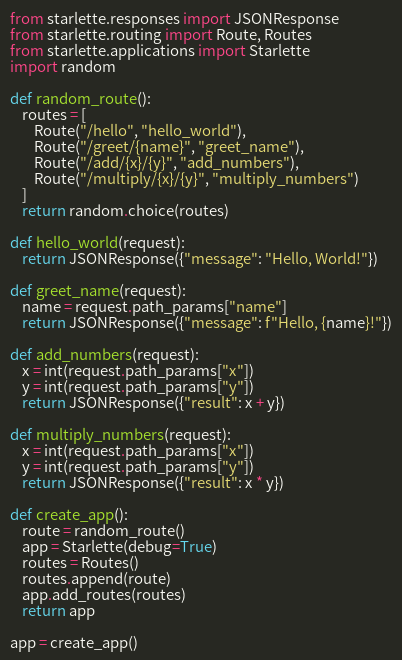 from starlette.responses import JSONResponse
from starlette.routing import Route, Routes
from starlette.applications import Starlette
import random

def random_route():
    routes = [
        Route("/hello", "hello_world"),
        Route("/greet/{name}", "greet_name"),
        Route("/add/{x}/{y}", "add_numbers"),
        Route("/multiply/{x}/{y}", "multiply_numbers")
    ]
    return random.choice(routes)

def hello_world(request):
    return JSONResponse({"message": "Hello, World!"})

def greet_name(request):
    name = request.path_params["name"]
    return JSONResponse({"message": f"Hello, {name}!"})

def add_numbers(request):
    x = int(request.path_params["x"])
    y = int(request.path_params["y"])
    return JSONResponse({"result": x + y})

def multiply_numbers(request):
    x = int(request.path_params["x"])
    y = int(request.path_params["y"])
    return JSONResponse({"result": x * y})

def create_app():
    route = random_route()
    app = Starlette(debug=True)
    routes = Routes()
    routes.append(route)
    app.add_routes(routes)
    return app

app = create_app()